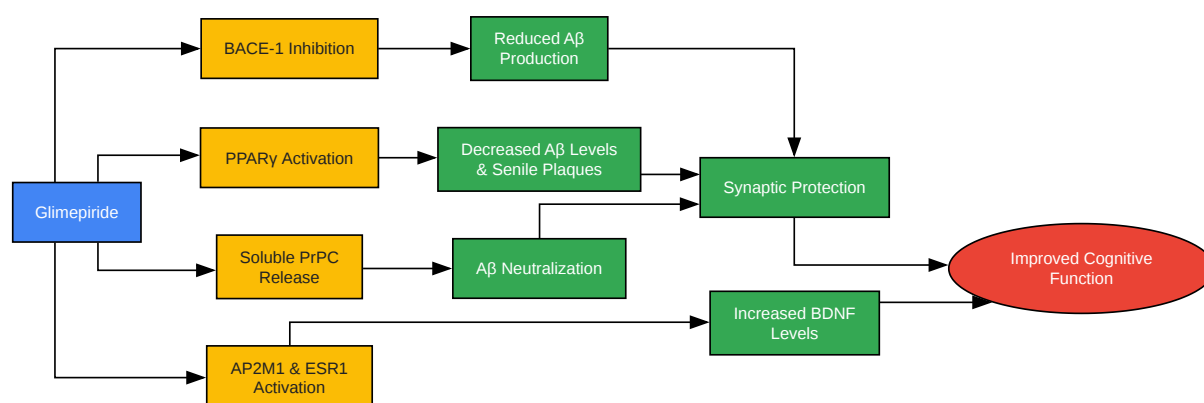 BACE-1 Inhibition
Reduced Aβ
Production
PPARγ Activation
Decreased Aβ Levels
& Senile Plaques
Synaptic Protection
Glimepiride
Soluble PrPC
Release
Aβ Neutralization
Improved Cognitive
Function
Increased BDNF
Levels
AP2M1 & ESR1
Activation